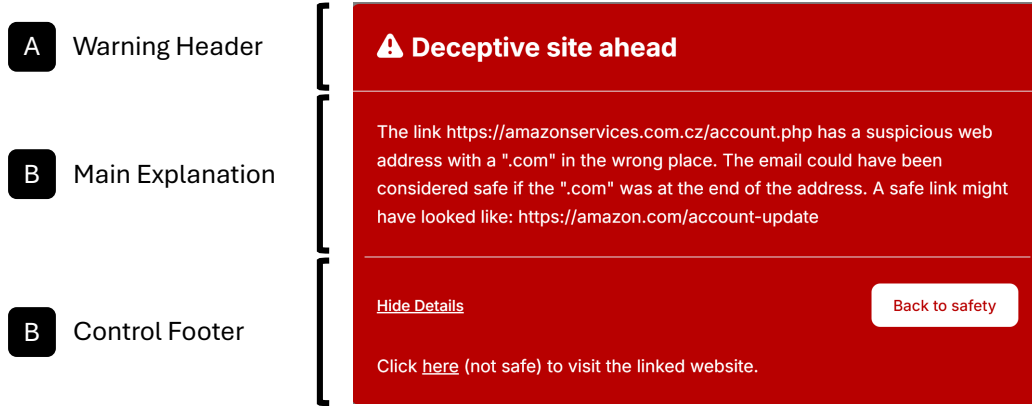 A Warning Header
Deceptive site ahead
B Main Explanation
The link https://amazonservices.com.cz/account.php has a suspicious web
address with a ".com" in the wrong place. The email could have been
considered safe if the ".com" was at the end of the address. A safe link might
have looked like: https://amazon.com/account-update
B Control Footer
Hide Details
Back to safety
Click here (not safe) to visit the linked website.